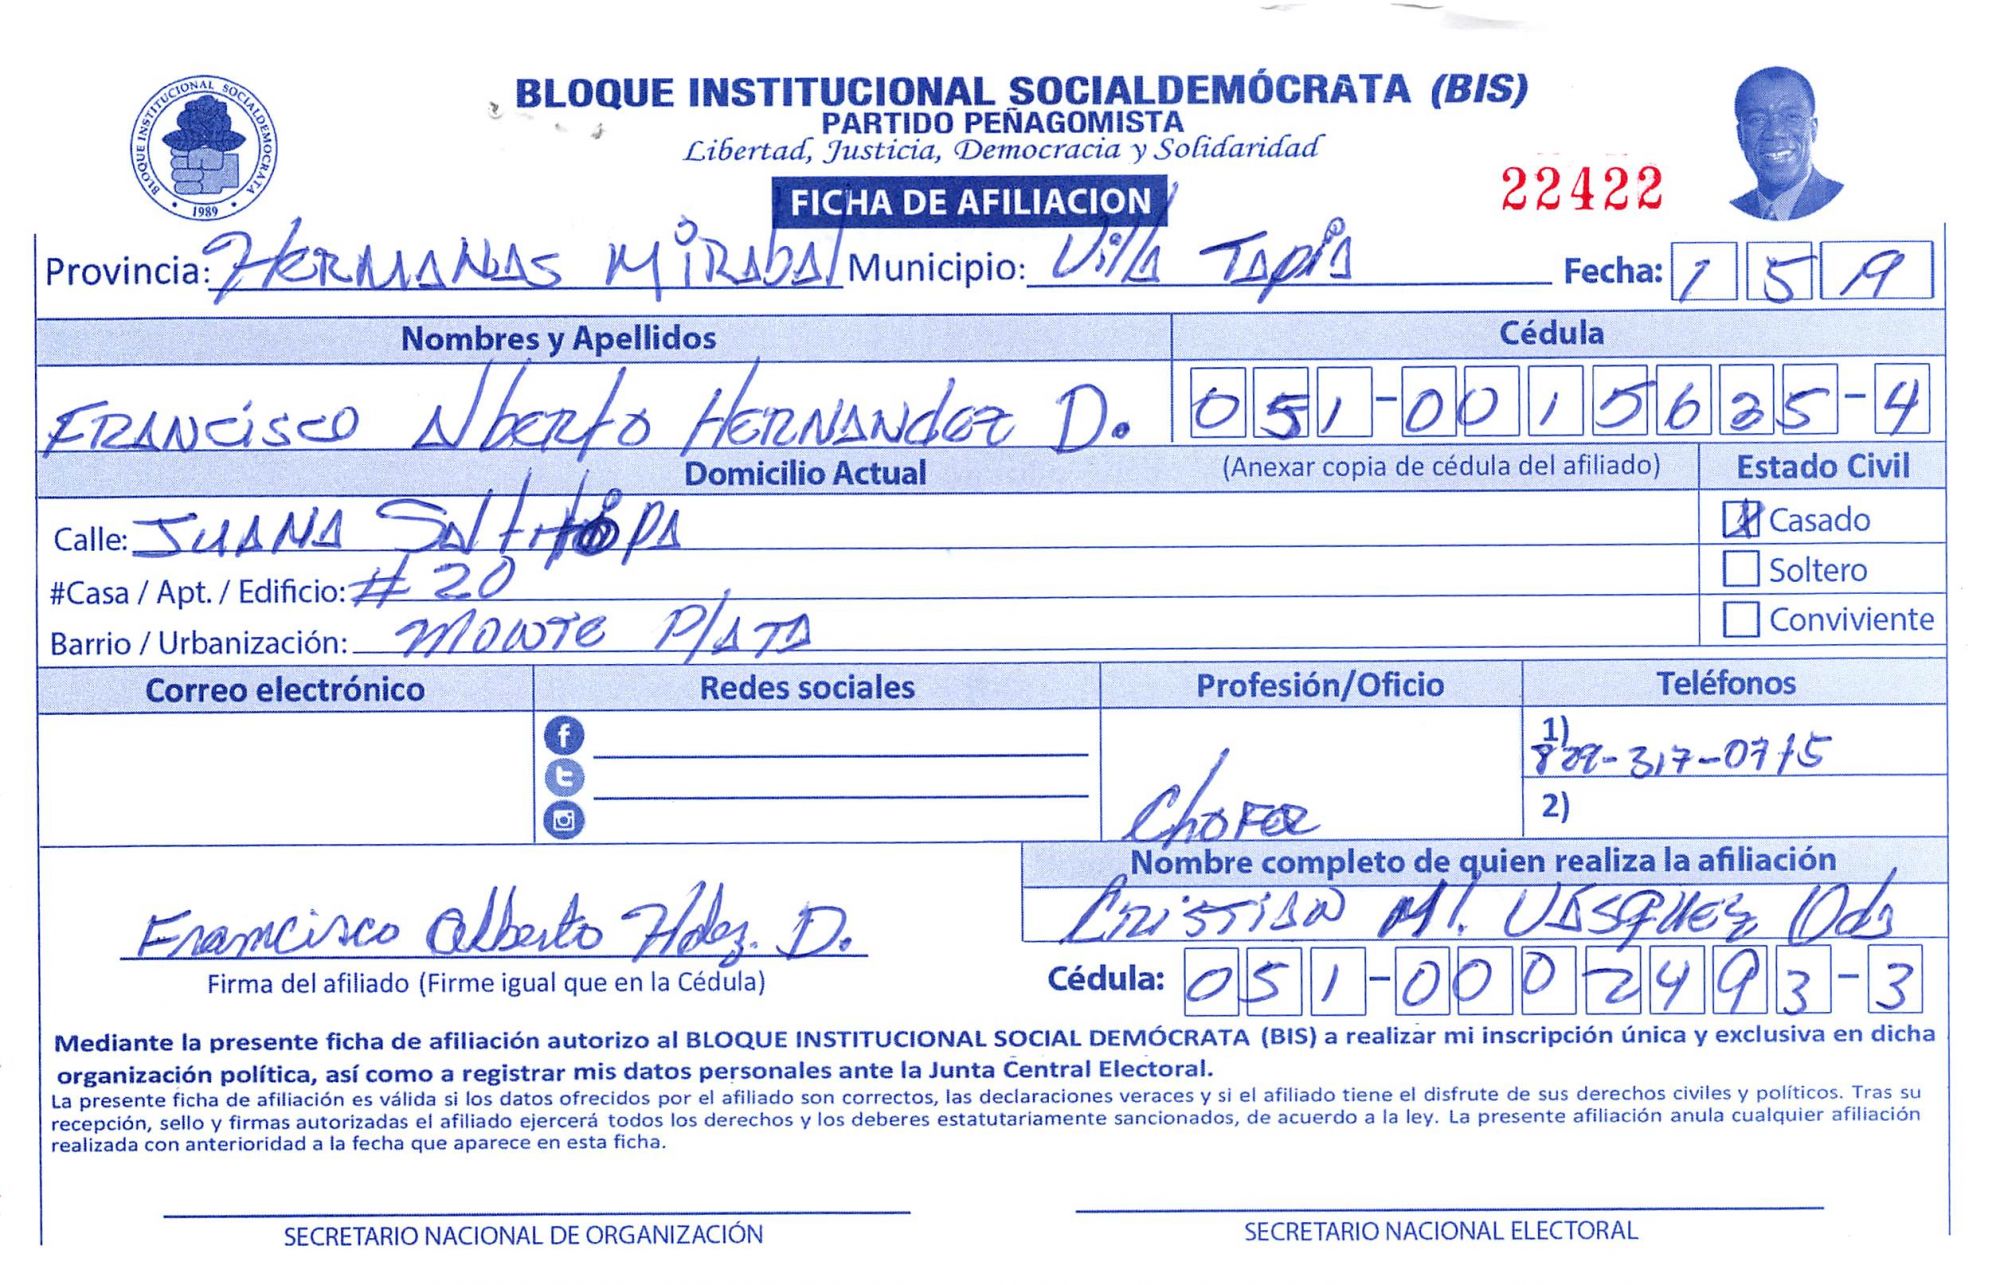 BLOQUE INSTITUCIONAL SOCIALDEMÓCRATA (BIS)
BLOQUE INSTITUCIONAL SOCIALDEMOCRATA
1989
PARTIDO PEÑAGOMISTA
Libertad, Justicia, Democracia y Solidaridad
FICHA DE AFILIACION
22422
Provincia: HERMANAS MIRABAl Municipio: Villa TApiA Fecha: 1 5 19
Nombres y Apellidos Cédula
FRANCISCO Alberto HERNANdez D. 051-0015625-4
Domicilio Actual (Anexar copia de cédula del afiliado) Estado Civil
Calle: JUANA X Casado
#Casa / Apt. / Edificio: # 20 Soltero
Barrio / Urbanización: MONTE PlATA Conviviente
Correo electrónico Redes sociales Profesión/Oficio Teléfonos
1) 829-317-0715
Chofer
2)
Nombre completo de quien realiza la afiliación
CRISTIAN Ml. VASQUEZ
Francisco Alberto Hdez. D.
Firma del afiliado (Firme igual que en la Cédula) Cédula: 051-0002493-3
Mediante la presente ficha de afiliación autorizo al BLOQUE INSTITUCIONAL SOCIAL DEMÓCRATA (BIS) a realizar mi inscripción única y exclusiva en dicha
organización política, así como a registrar mis datos personales ante la Junta Central Electoral.
La presente ficha de afiliación es válida si los datos ofrecidos por el afiliado son correctos, las declaraciones veraces y si el afiliado tiene el disfrute de sus derechos civiles y políticos. Tras su
recepción, sello y firmas autorizadas el afiliado ejercerá todos los derechos y los deberes estatutariamente sancionados, de acuerdo a la ley. La presente afiliación anula cualquier afiliación
realizada con anterioridad a la fecha que aparece en esta ficha.
SECRETARIO NACIONAL DE ORGANIZACIÓN SECRETARIO NACIONAL ELECTORAL